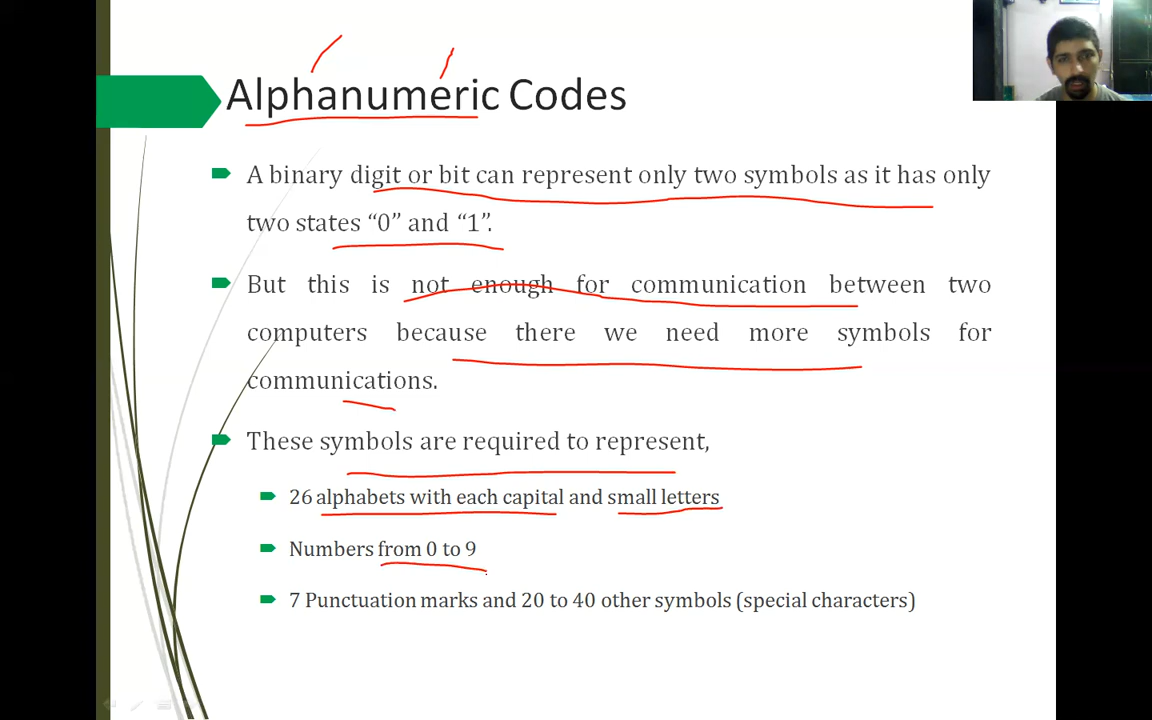 Alphanumeric Codes
A binary digit or bit can represent only two symbols as it has only
two states “0” and “1”.
But this is not enough for communication between two
computers because there we need more symbols for
communications.
These symbols are required to represent,
26 alphabets with each capital and small letters
Numbers from 0 to 9
7 Punctuation marks and 20 to 40 other symbols (special characters)